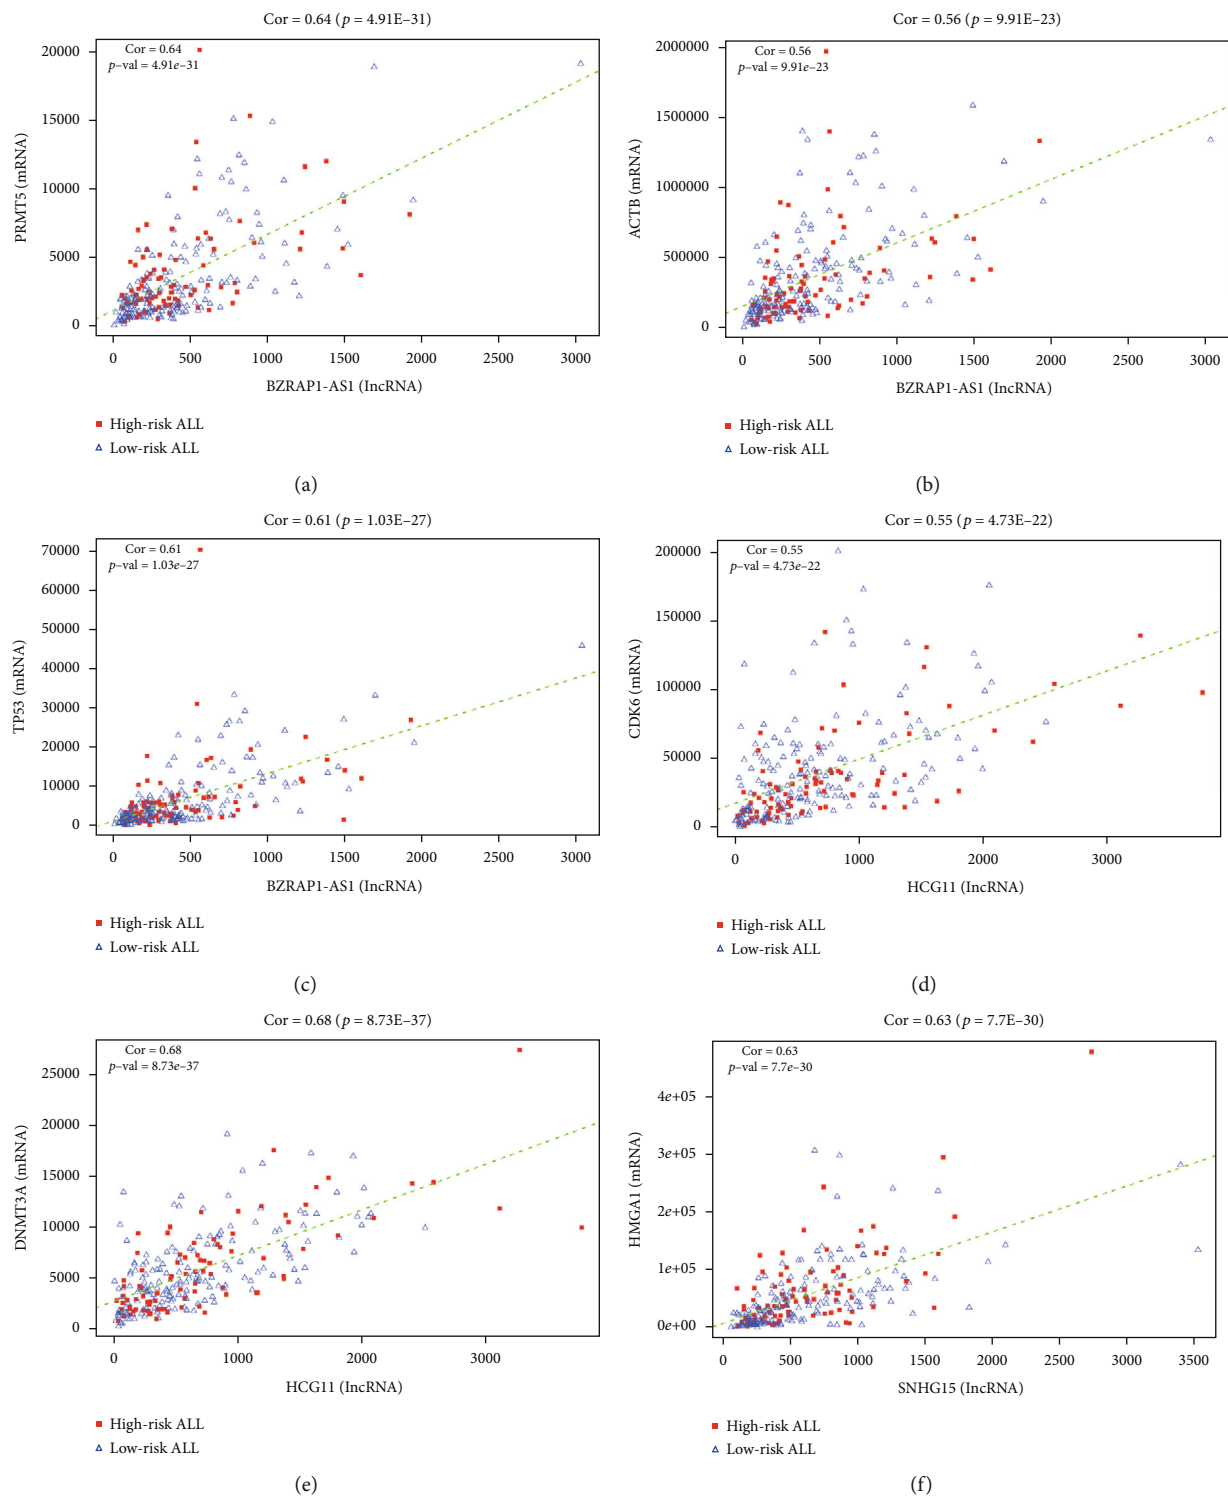 Cor = 0.64 (p = 4.91E–31)
Cor = 0.64
p–val = 4.91e–31
PRMT5 (mRNA)
20000
15000
10000
5000
0
0 500 1000 1500 2000 2500 3000
BZRAP1-AS1 (IncRNA)
High-risk ALL
Low-risk ALL
(a)
Cor = 0.56 (p = 9.91E–23)
Cor = 0.56
p–val = 9.91e–23
ACTB (mRNA)
2000000
1500000
1000000
500000
0
0 500 1000 1500 2000 2500 3000
BZRAP1-AS1 (IncRNA)
High-risk ALL
Low-risk ALL
(b)
Cor = 0.61 (p = 1.03E–27)
Cor = 0.61
p–val = 1.03e–27
TP53 (mRNA)
70000
60000
50000
40000
30000
20000
10000
0
0 500 1000 1500 2000 2500 3000
BZRAP1-AS1 (IncRNA)
High-risk ALL
Low-risk ALL
(c)
Cor = 0.55 (p = 4.73E–22)
Cor = 0.55
p–val = 4.73e–22
CDK6 (mRNA)
200000
150000
100000
50000
0
0 1000 2000 3000
HCG11 (IncRNA)
High-risk ALL
Low-risk ALL
(d)
Cor = 0.68 (p = 8.73E–37)
Cor = 0.68
p–val = 8.73e–37
DNMT3A (mRNA)
25000
20000
15000
10000
5000
0
0 1000 2000 3000
HCG11 (IncRNA)
High-risk ALL
Low-risk ALL
(e)
Cor = 0.63 (p = 7.7E–30)
Cor = 0.63
p–val = 7.7e–30
HMGA1 (mRNA)
4e+05
3e+05
2e+05
1e+05
0e+00
0 500 1000 1500 2000 2500 3000 3500
SNHG15 (IncRNA)
High-risk ALL
Low-risk ALL
(f)